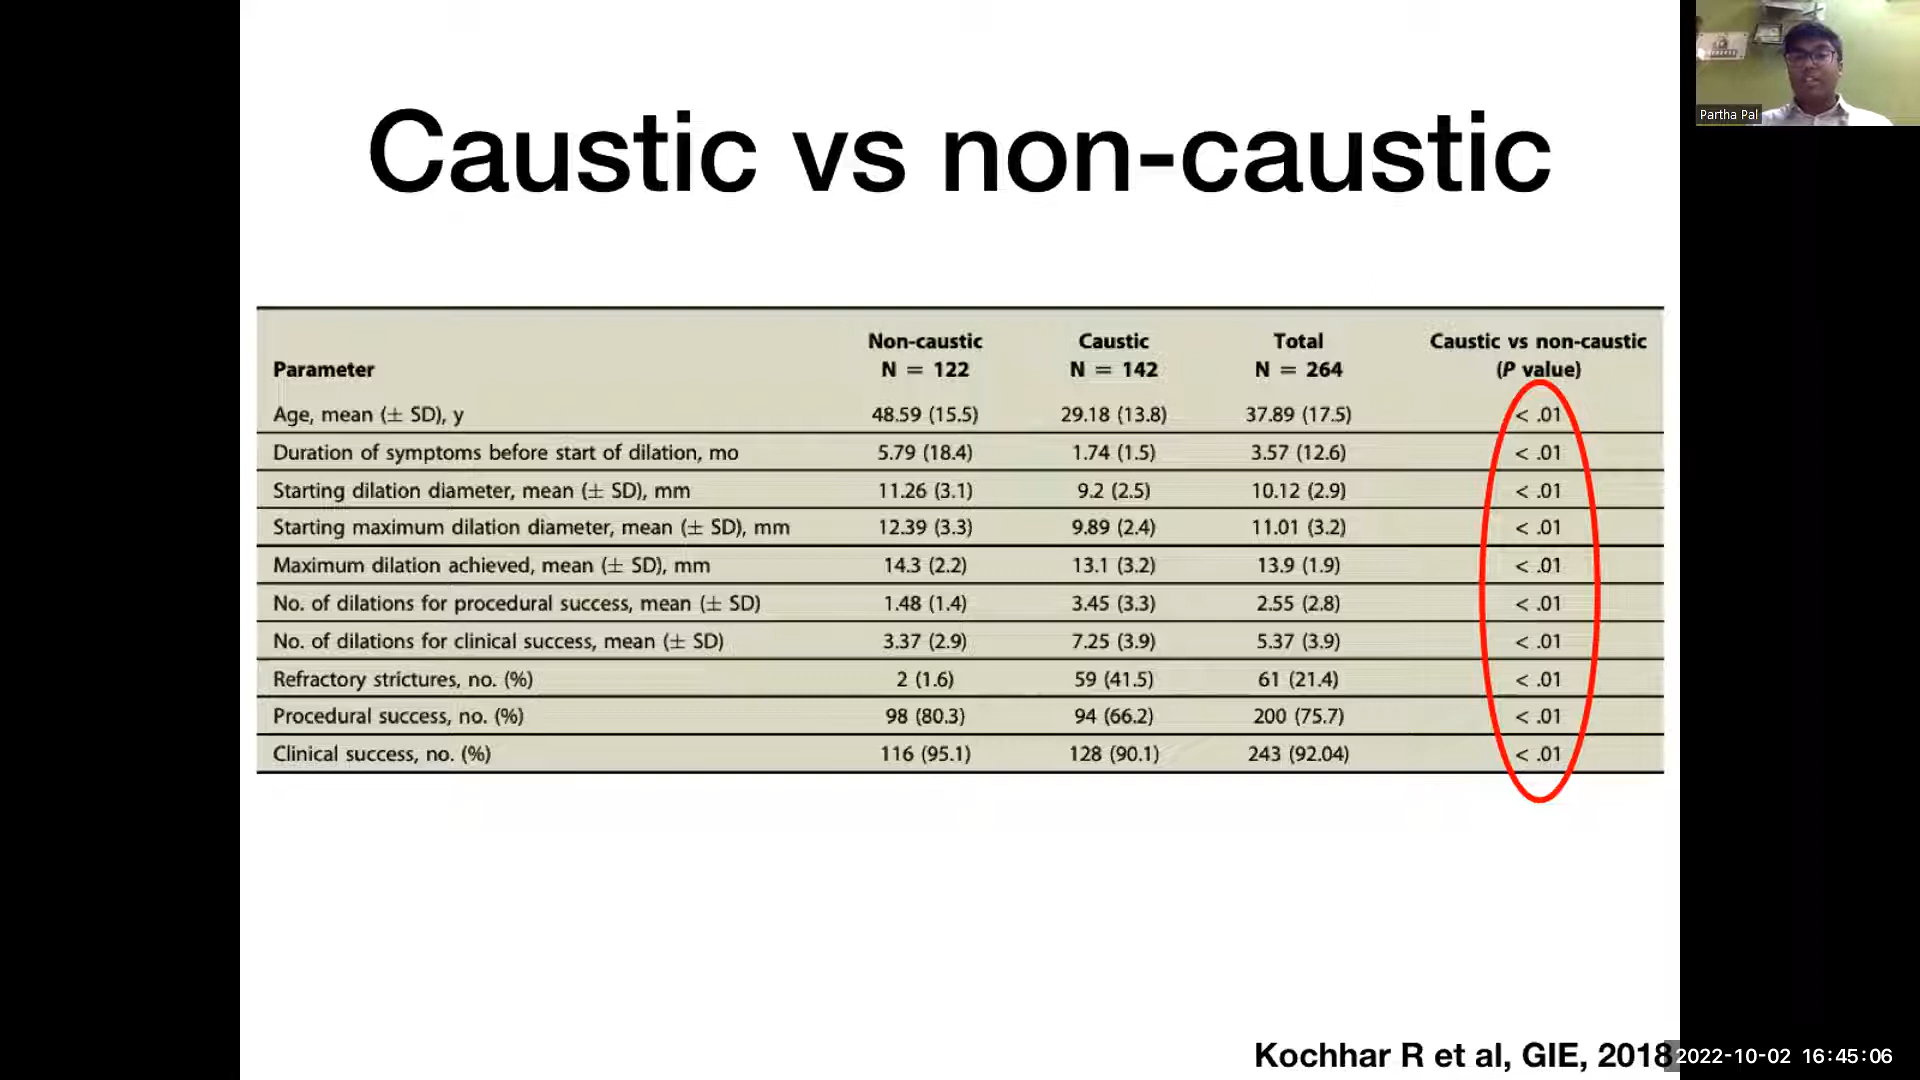 Partha Pal
Caustic vs non-caustic
Parameter Non-caustic N = 122 Caustic N = 142 Total N = 264 Caustic vs non-caustic (P value)
Age, mean (± SD), y 48.59 (15.5) 29.18 (13.8) 37.89 (17.5) < .01
Duration of symptoms before start of dilation, mo 5.79 (18.4) 1.74 (1.5) 3.57 (12.6) < .01
Starting dilation diameter, mean (± SD), mm 11.26 (3.1) 9.2 (2.5) 10.12 (2.9) < .01
Starting maximum dilation diameter, mean (± SD), mm 12.39 (3.3) 9.89 (2.4) 11.01 (3.2) < .01
Maximum dilation achieved, mean (± SD), mm 14.3 (2.2) 13.1 (3.2) 13.9 (1.9) < .01
No. of dilations for procedural success, mean (± SD) 1.48 (1.4) 3.45 (3.3) 2.55 (2.8) < .01
No. of dilations for clinical success, mean (± SD) 3.37 (2.9) 7.25 (3.9) 5.37 (3.9) < .01
Refractory strictures, no. (%) 2 (1.6) 59 (41.5) 61 (21.4) < .01
Procedural success, no. (%) 98 (80.3) 94 (66.2) 200 (75.7) < .01
Clinical success, no. (%) 116 (95.1) 128 (90.1) 243 (92.04) < .01
Kochhar R et al, GIE, 2018
2022-10-02 16:45:06